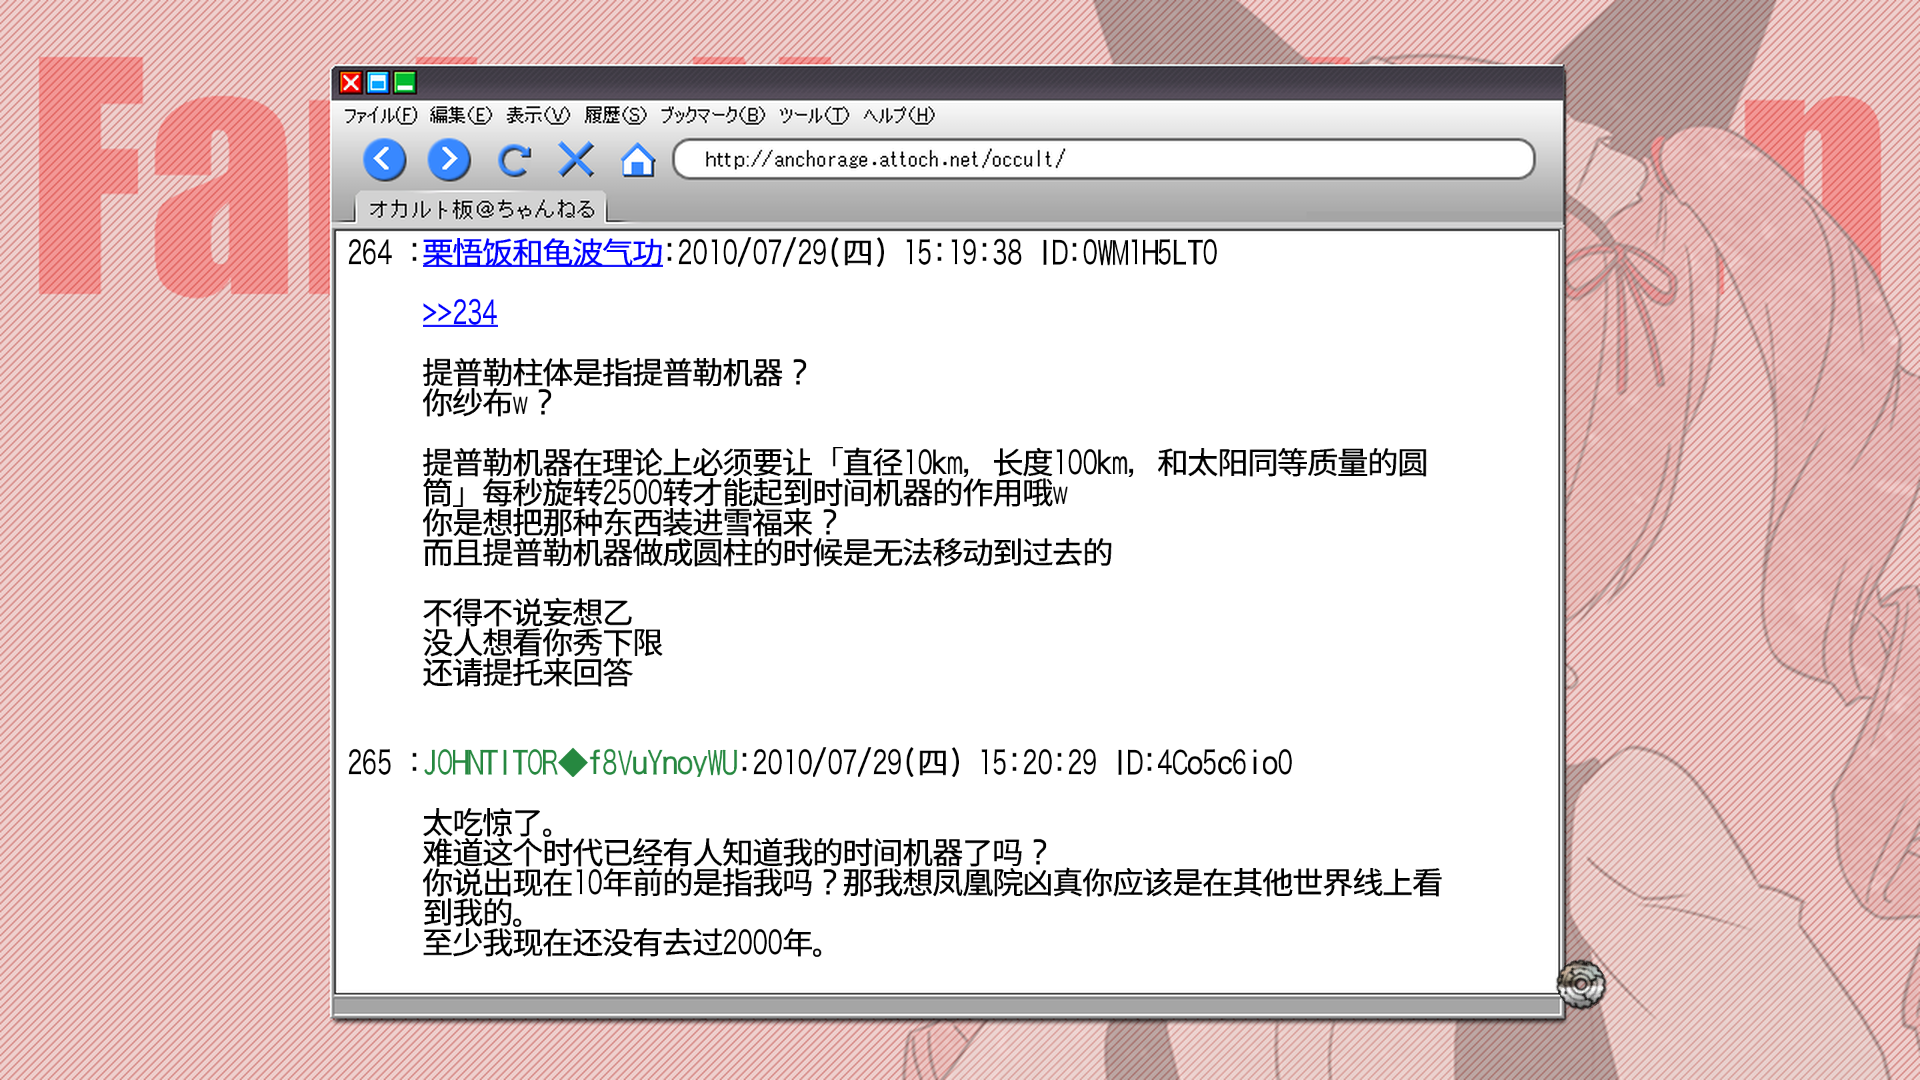 ファイル(F) 編集(E) 表示(V) 履歴(S) ブックマーク(B) ツール(T) ヘルプ(H)
http://anchorage.attoch.net/occult/
オカルト板@ちゃんねる
264 :栗悟饭和龟波气功:2010/07/29(四) 15:19:38 ID:0WM1H5LT0
>>234
提普勒柱体是指提普勒机器？
你纱布w？
提普勒机器在理论上必须要让「直径10km，长度100km，和太阳同等质量的圆
筒」每秒旋转2500转才能起到时间机器的作用哦w
你是想把那种东西装进雪福来？
而且提普勒机器做成圆柱的时候是无法移动到过去的
不得不说妄想乙
没人想看你秀下限
还请提托来回答
265 :JOHNTITOR◆f8VuYnoyWU:2010/07/29(四) 15:20:29 ID:4Co5c6io0
太吃惊了。
难道这个时代已经有人知道我的时间机器了吗？
你说出现在10年前的是指我吗？那我想凤凰院凶真你应该是在其他世界线上看
到我的。
至少我现在还没有去过2000年。